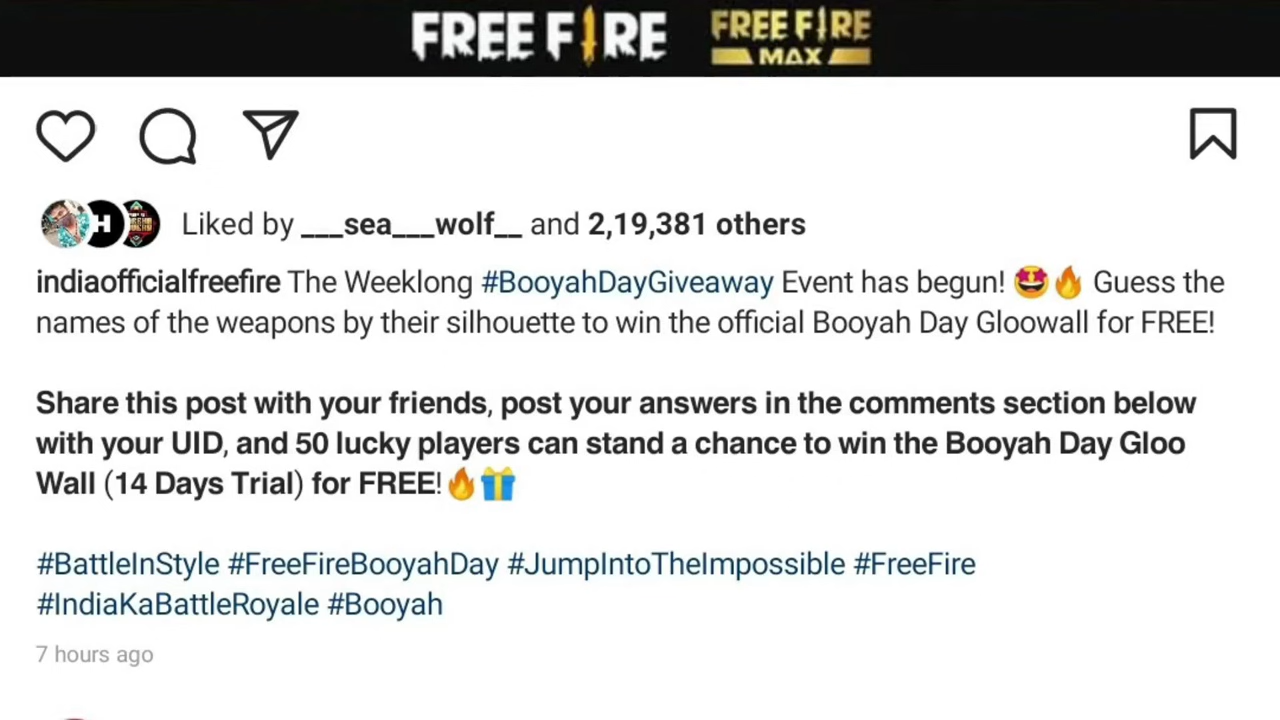 FREE FIRE FREE FIRE MAX
H
Liked by ___sea___wolf__ and 2,19,381 others
indiaofficialfreefire The Weeklong #BooyahDayGiveaway Event has begun! 🤩🔥 Guess the
names of the weapons by their silhouette to win the official Booyah Day Gloowall for FREE!
Share this post with your friends, post your answers in the comments section below
with your UID, and 50 lucky players can stand a chance to win the Booyah Day Gloo
Wall (14 Days Trial) for FREE!🔥🎁
#BattleInStyle #FreeFireBooyahDay #JumpIntoTheImpossible #FreeFire
#IndiaKaBattleRoyale #Booyah
7 hours ago